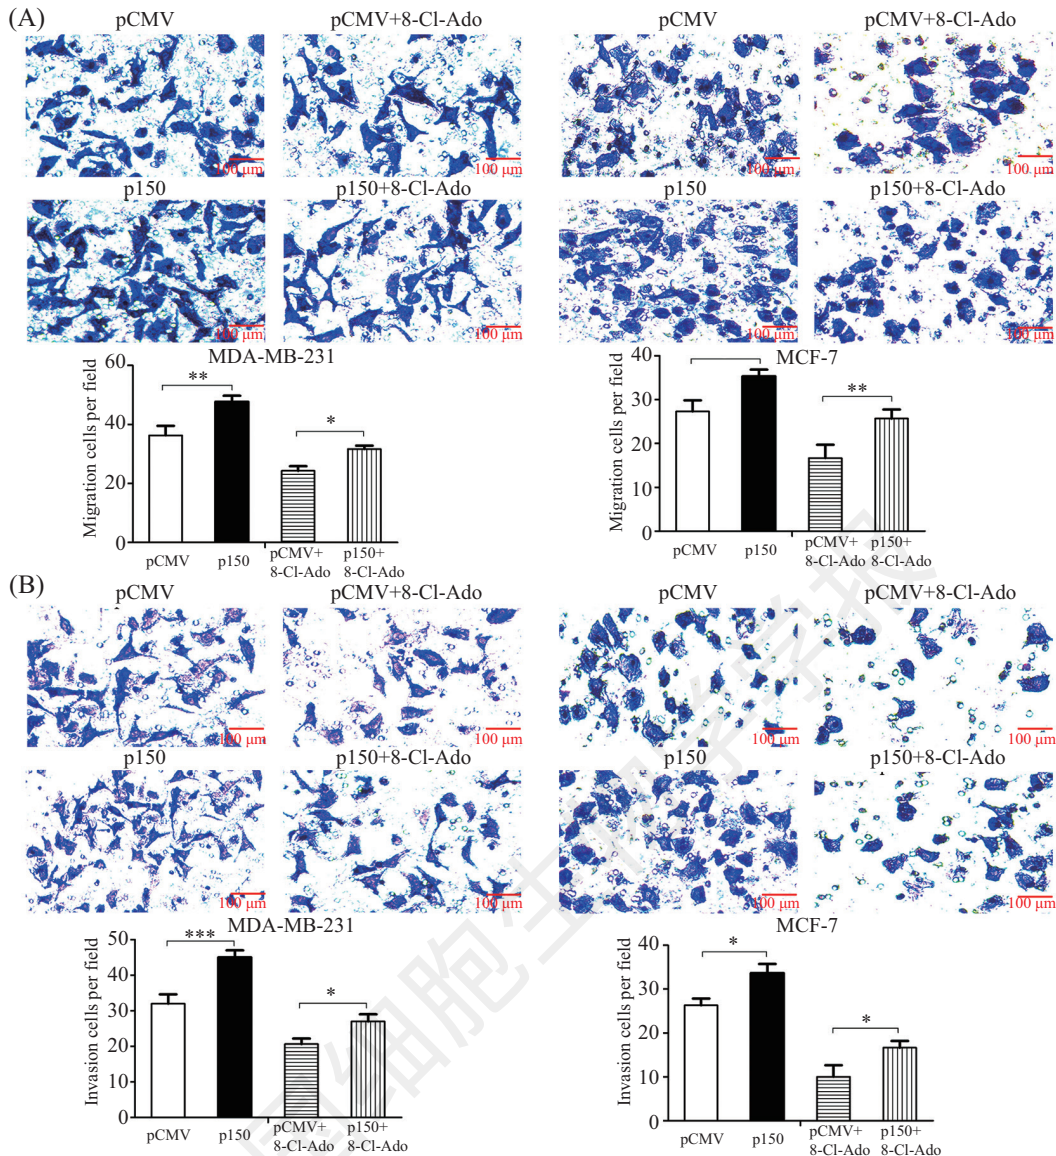 (A)
pCMV pCMV+8-Cl-Ado pCMV pCMV+8-Cl-Ado
100 μm 100 μm 100 μm 100 μm
p150 p150+8-Cl-Ado p150 p150+8-Cl-Ado
100 μm 100 μm 100 μm 100 μm
MDA-MB-231
Migration cells per field
60
40
20
0
**
*
pCMV p150 pCMV+ p150+
8-Cl-Ado 8-Cl-Ado
MCF-7
Migration cells per field
40
30
20
10
0
**
pCMV p150 pCMV+ p150+
8-Cl-Ado 8-Cl-Ado
(B)
pCMV pCMV+8-Cl-Ado pCMV pCMV+8-Cl-Ado
100 μm 100 μm 100 μm 100 μm
p150 p150+8-Cl-Ado p150 p150+8-Cl-Ado
100 μm 100 μm 100 μm 100 μm
MDA-MB-231
Invasion cells per field
50
40
30
20
10
0
***
*
pCMV p150 pCMV+ p150+
8-Cl-Ado 8-Cl-Ado
MCF-7
Invasion cells per field
40
30
20
10
0
*
*
pCMV p150 pCMV+ p150+
8-Cl-Ado 8-Cl-Ado
国细胞生物学学报